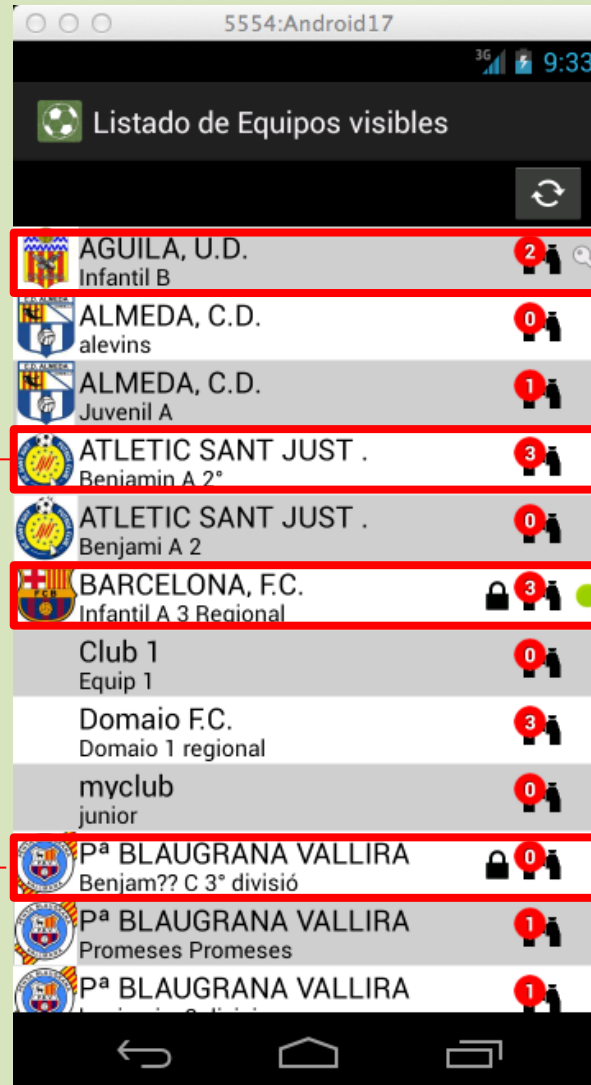 5554:Android17
3G 9:33
Listado de Equipos visibles
AGUILA, U.D.
2
Infantil B
ALMEDA, C.D.
0
alevins
ALMEDA, C.D.
1
Juvenil A
ATLETIC SANT JUST .
3
Benjamin A 2°
ATLETIC SANT JUST .
0
Benjami A 2
BARCELONA, F.C.
3
Infantil A 3 Regional
FCB
Club 1
0
Equip 1
Domaio F.C.
3
Domaio 1 regional
myclub
0
junior
Pª BLAUGRANA VALLIRA
0
Benjam?? C 3° divisió
Pª BLAUGRANA VALLIRA
1
Promeses Promeses
Pª BLAUGRANA VALLIRA
1